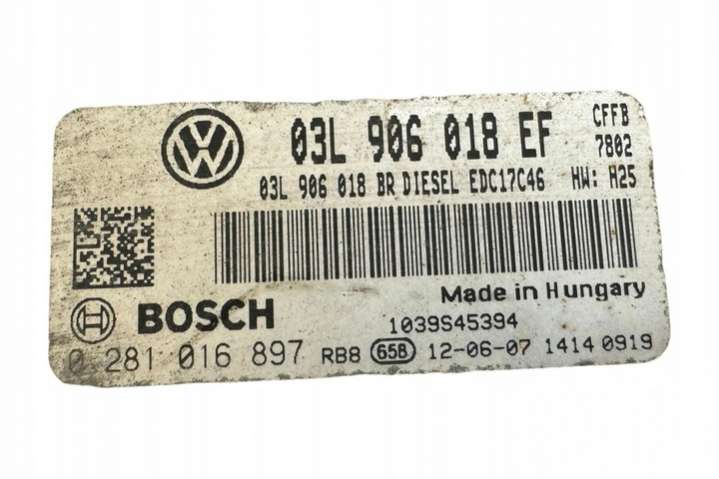 03L 906 018 EF CFFB
7802
03L 906 018 BR DIESEL EDC17C46 HW: H25
Made in Hungary
BOSCH 1039S45394
0 281 016 897 RB8 65B 12-06-07 1414 0919